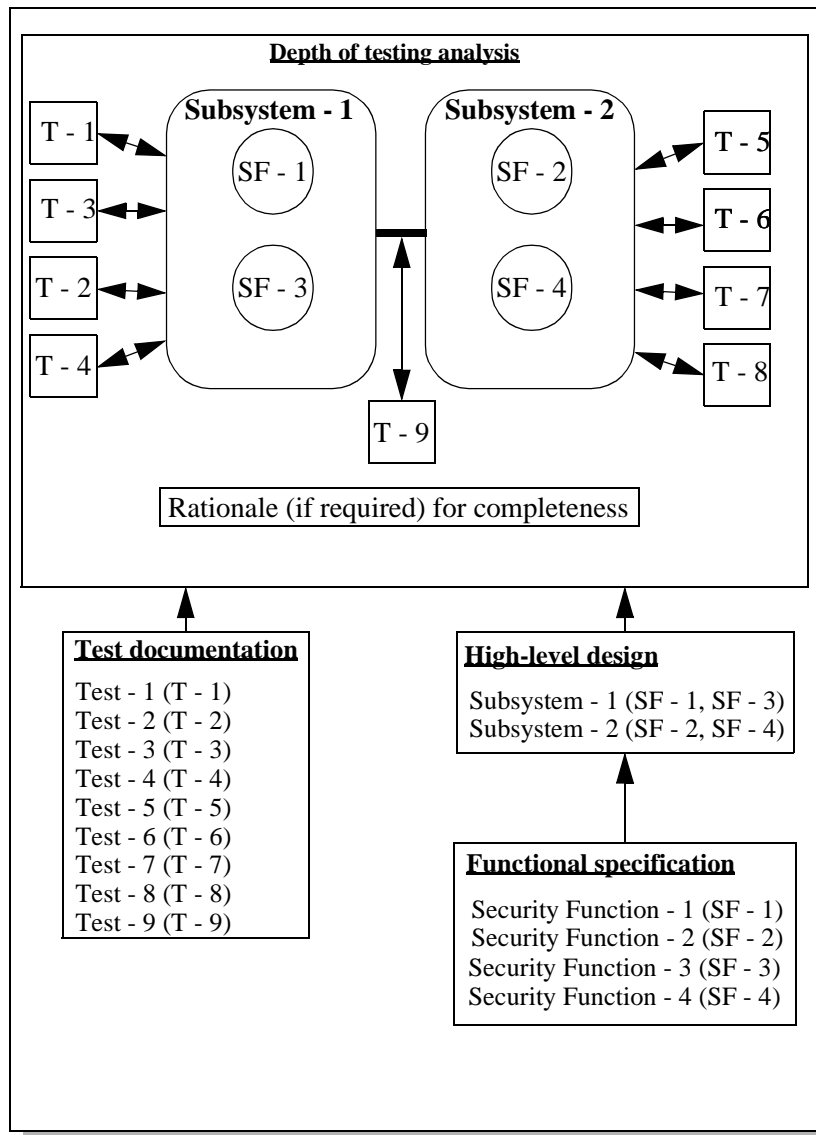 Depth of testing analysis
Subsystem - 1
Subsystem - 2
T - 1
T - 3
T - 2
T - 4
SF - 1
SF - 3
SF - 2
SF - 4
T - 5
T - 6
T - 7
T - 8
T - 9
Rationale (if required) for completeness
Test documentation
Test - 1 (T - 1)
Test - 2 (T - 2)
Test - 3 (T - 3)
Test - 4 (T - 4)
Test - 5 (T - 5)
Test - 6 (T - 6)
Test - 7 (T - 7)
Test - 8 (T - 8)
Test - 9 (T - 9)
High-level design
Subsystem - 1 (SF - 1, SF - 3)
Subsystem - 2 (SF - 2, SF - 4)
Functional specification
Security Function - 1 (SF - 1)
Security Function - 2 (SF - 2)
Security Function - 3 (SF - 3)
Security Function - 4 (SF - 4)